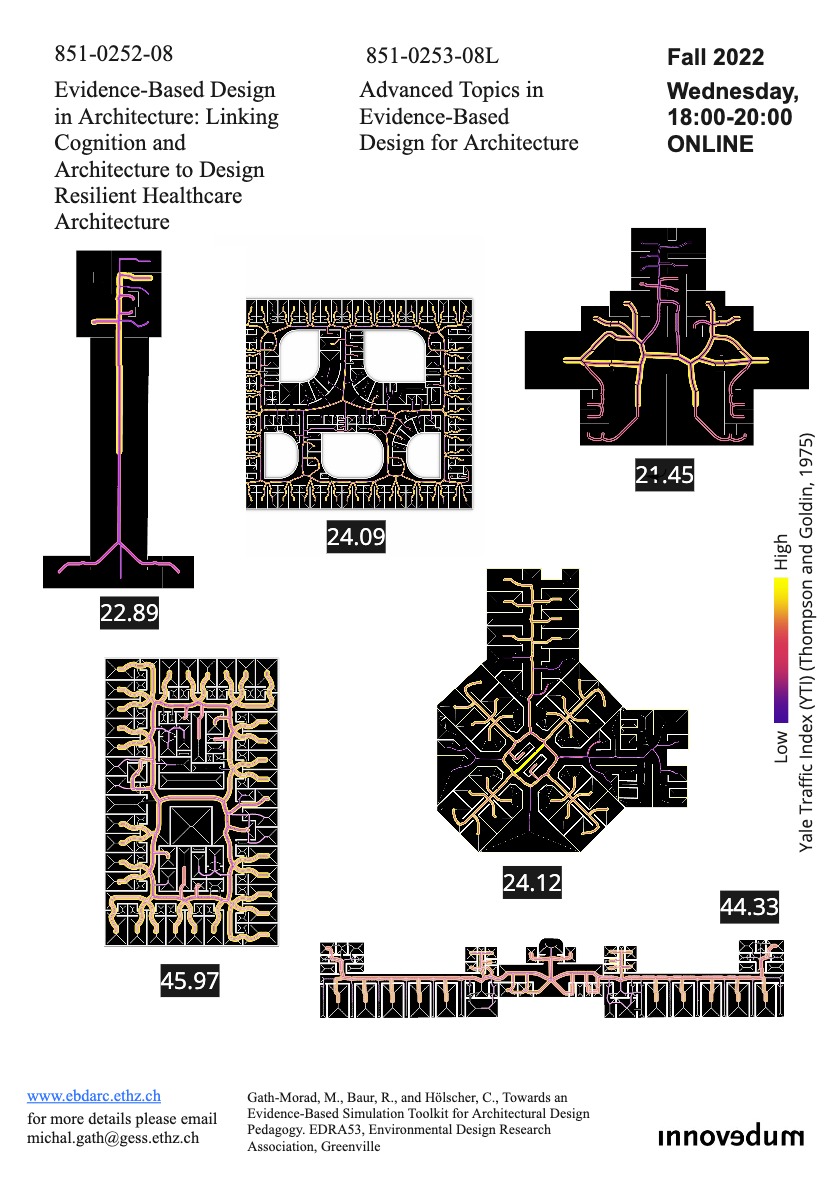 851-0252-08
Evidence-Based Design
in Architecture: Linking
Cognition and
Architecture to Design
Resilient Healthcare
Architecture
851-0253-08L
Advanced Topics in
Evidence-Based
Design for Architecture
Fall 2022
Wednesday,
18:00-20:00
ONLINE
22.89
24.09
21.45
45.97
24.12
44.33
Low
High
Yale Traffic Index (YTI) (Thompson and Goldin, 1975)
www.ebdarc.ethz.ch
for more details please email
michal.gath@gess.ethz.ch
Gath-Morad, M., Baur, R., and Hölscher, C., Towards an
Evidence-Based Simulation Toolkit for Architectural Design
Pedagogy. EDRA53, Environmental Design Research
Association, Greenville
ınnovedum